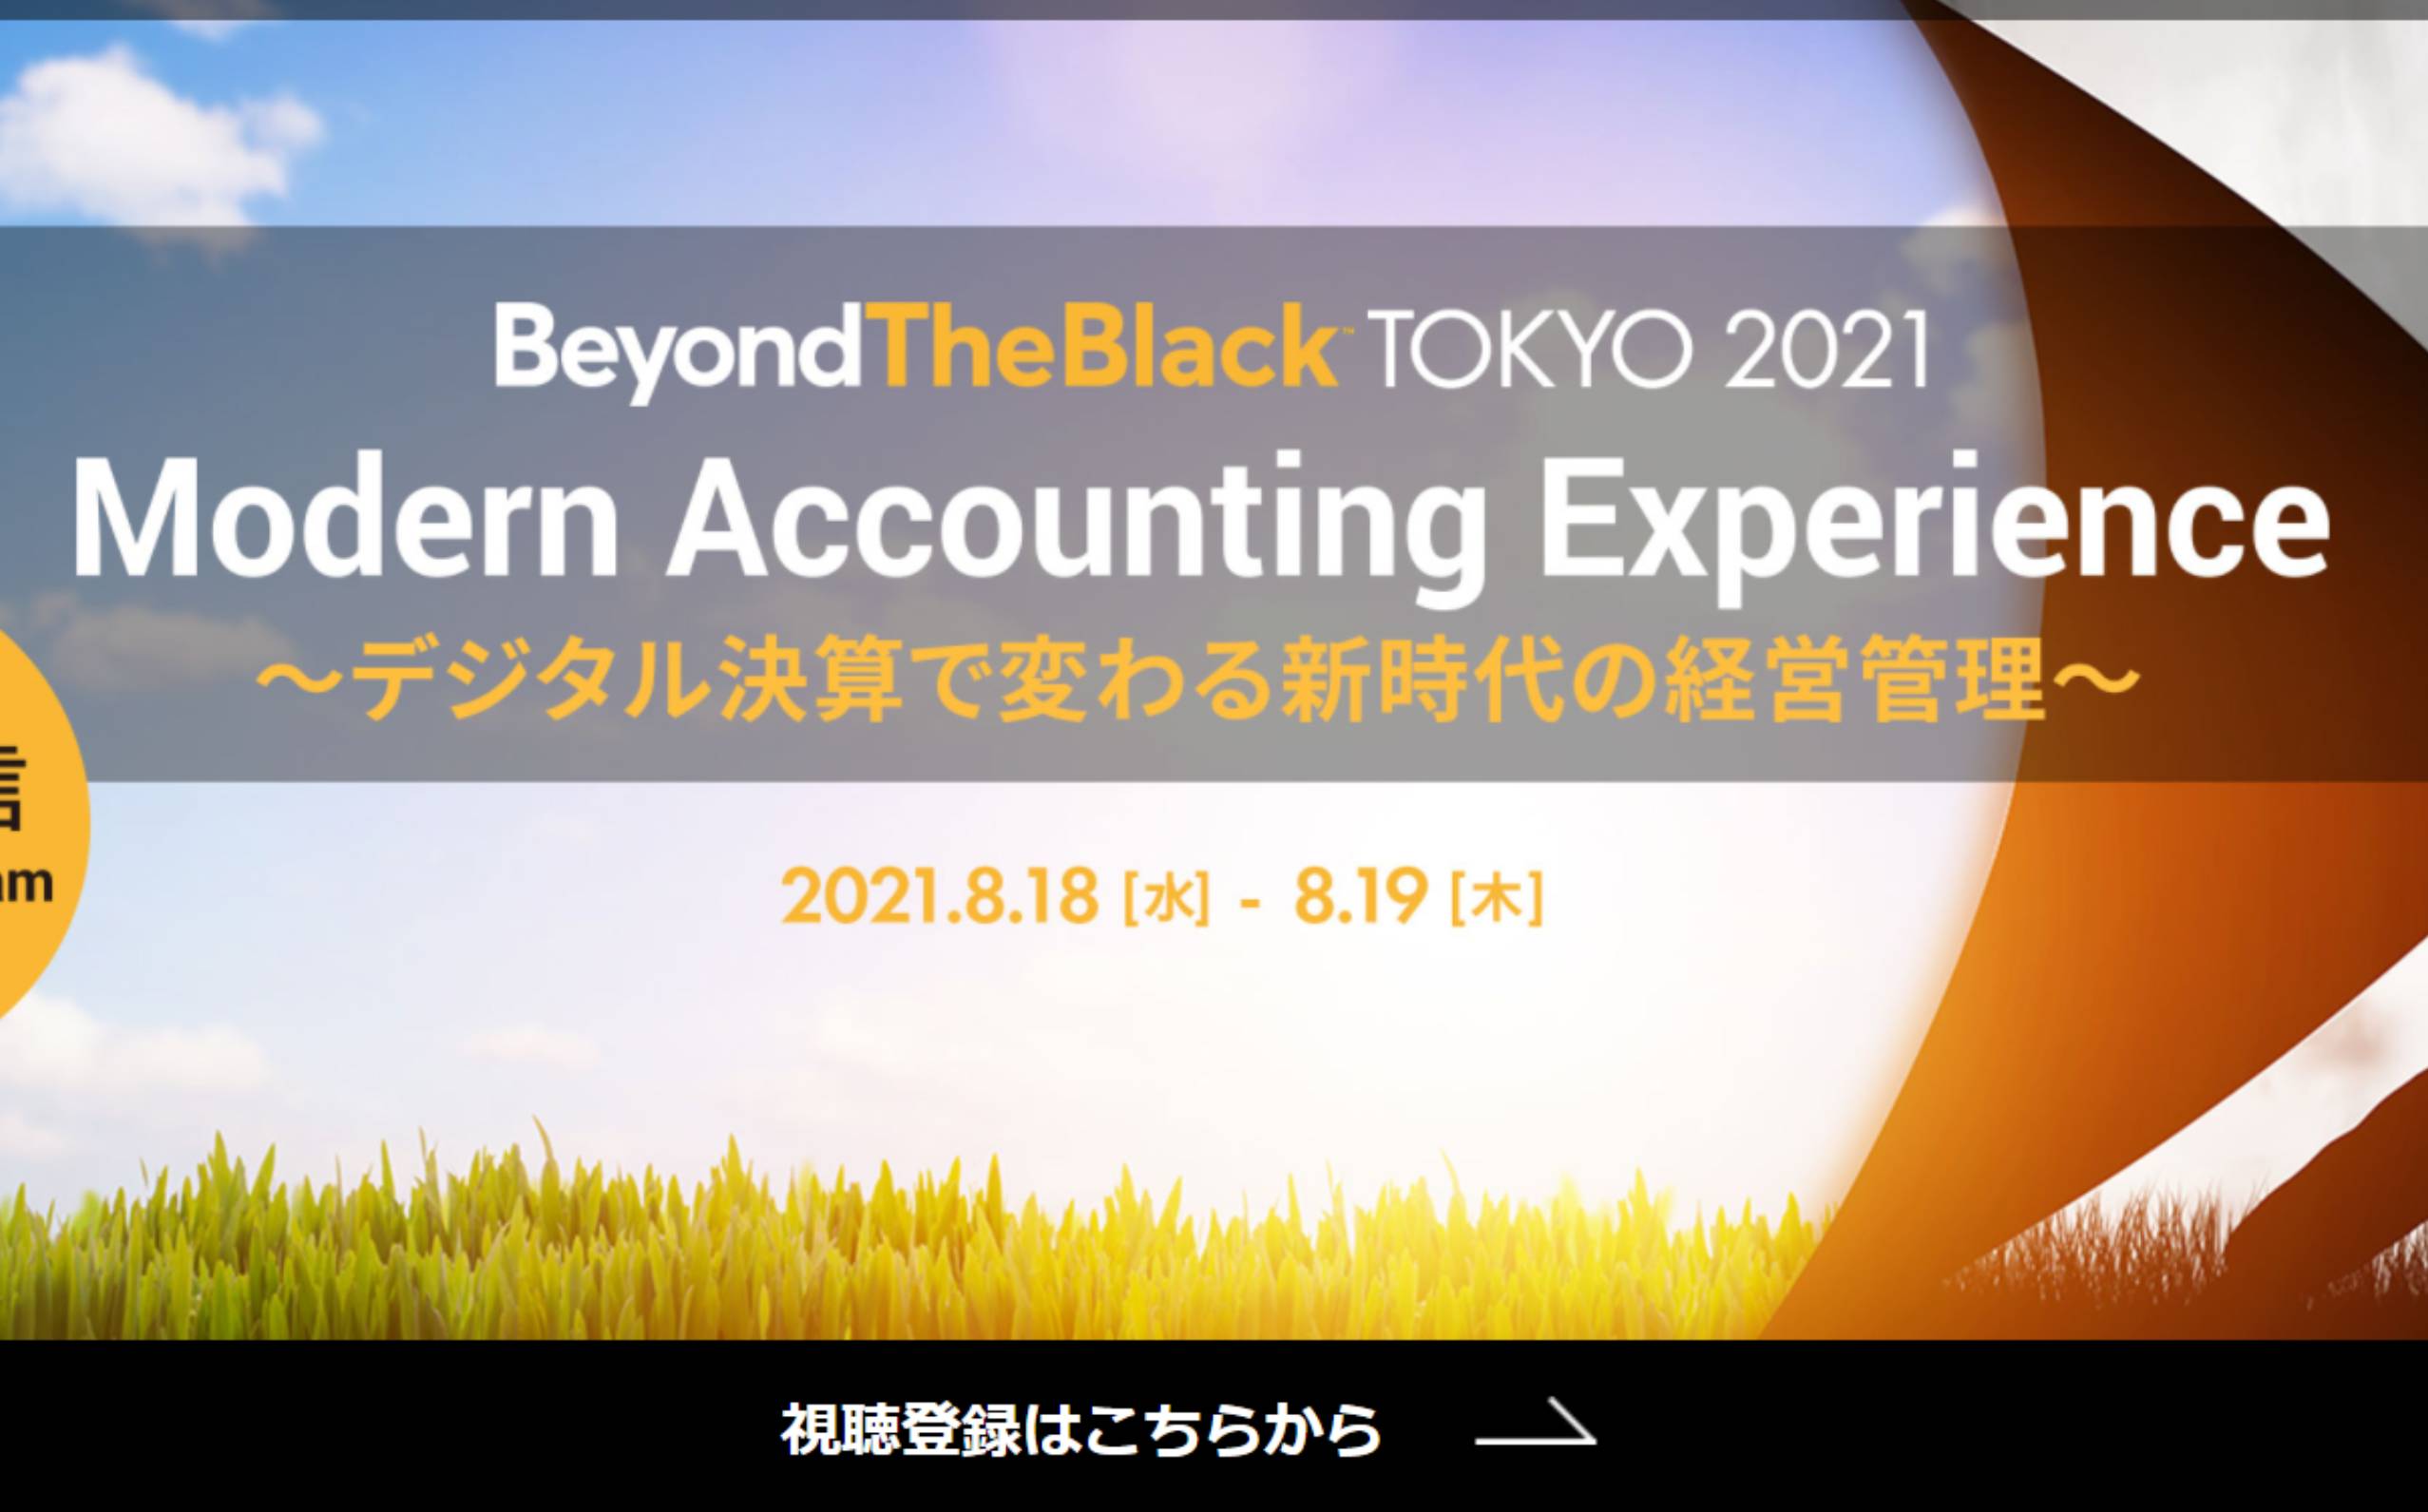 BeyondTheBlack™ TOKYO 2021
Modern Accounting Experience
～デジタル決算で変わる新時代の経営管理～
2021.8.18 [水] - 8.19 [木]
視聴登録はこちらから